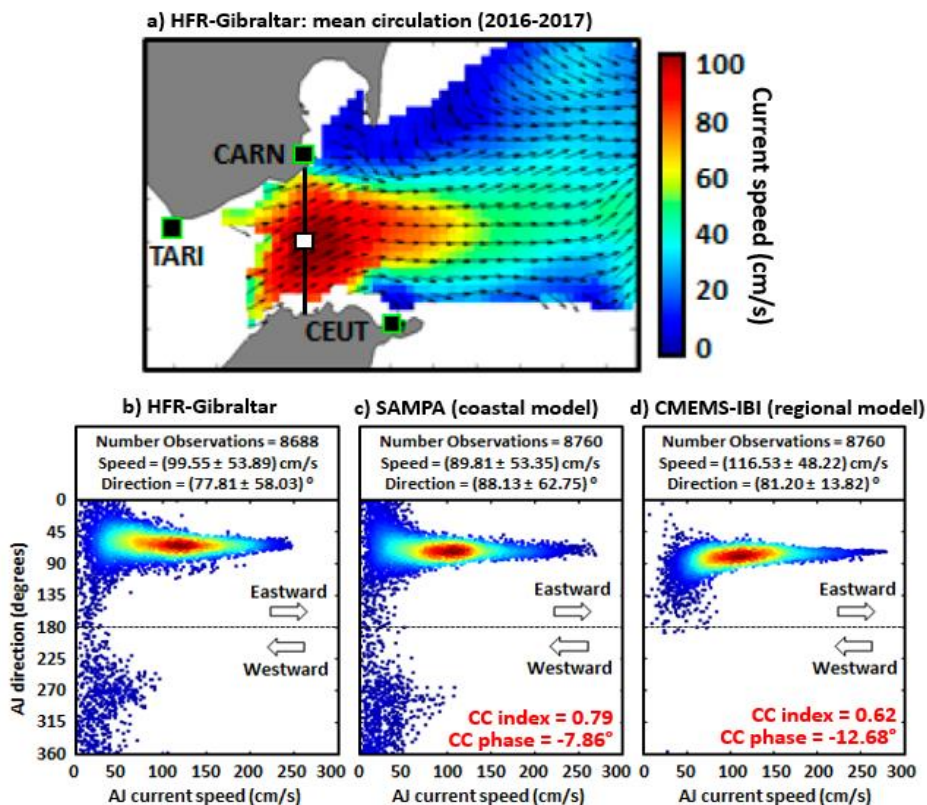 a) HFR-Gibraltar: mean circulation (2016-2017)
CARN
TARI
CEUT
100
80
60
40
20
0
Current speed (cm/s)
b) HFR-Gibraltar
Number Observations = 8688
Speed = (99.55 ± 53.89) cm/s
Direction = (77.81 ± 58.03) º
0
45
90
135
180
225
270
315
360
AJ direction (degrees)
Eastward
Westward
0 50 100 150 200 250 300
AJ current speed (cm/s)
c) SAMPA (coastal model)
Number Observations = 8760
Speed = (89.81 ± 53.35) cm/s
Direction = (88.13 ± 62.75) º
Eastward
Westward
CC index = 0.79
CC phase = -7.86°
0 50 100 150 200 250 300
AJ current speed (cm/s)
d) CMEMS-IBI (regional model)
Number Observations = 8760
Speed = (116.53 ± 48.22) cm/s
Direction = (81.20 ± 13.82) º
Eastward
Westward
CC index = 0.62
CC phase = -12.68°
0 50 100 150 200 250 300
AJ current speed (cm/s)